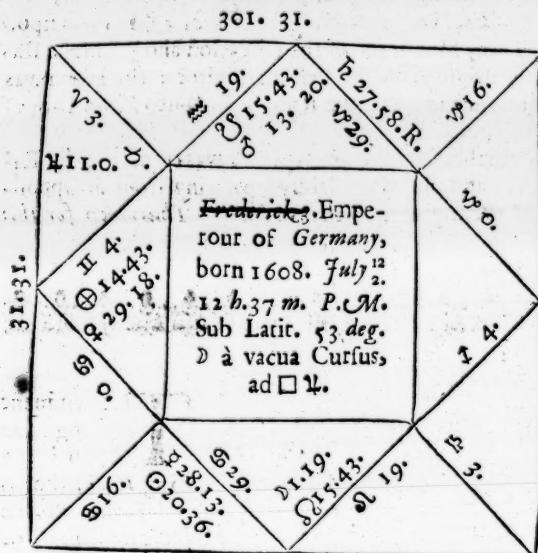 301. 31.
♈ 3.
♃ 11. 0. ♉
♒ 19.
☋ 15. 43.
♂ 13. 20.
♑ 29.
♄ 27. 58. R.
♑ 16.
♑ 0.
♐ 4.
31. 31.
♊ 4.
⊕ 14. 43.
♀ 29. 18.
♋ 0.
Frederick 3. Empe-
rour of Germany,
born 1608. July 12/2.
12 h. 37 m. P. M.
Sub Latit. 53 deg.
☽ à vacua Cursus,
ad □ ♃.
♋ 16.
☿ 28. 13.
☉ 20. 36.
♋ 29.
☽ 1. 19.
☊ 15. 43.
♌ 19.
3.